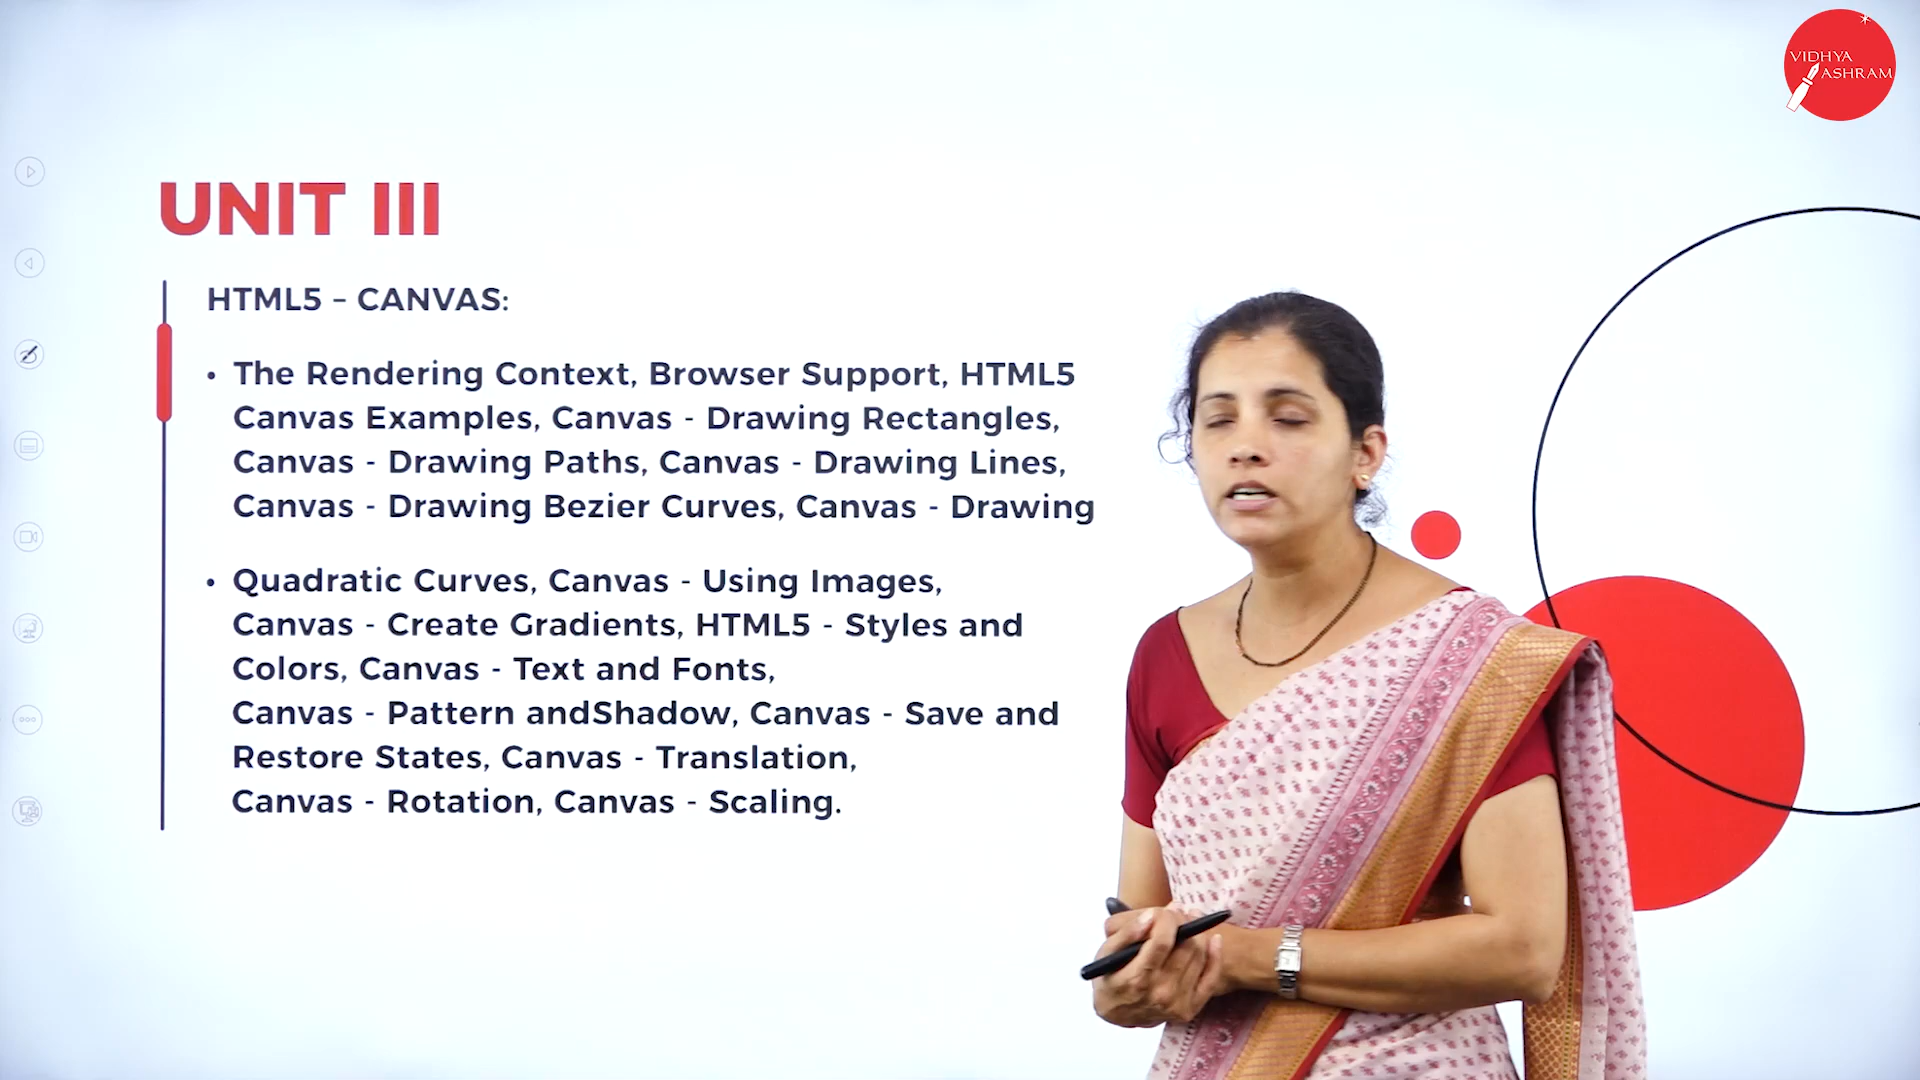 VIDHYA
ASHRAM
UNIT III
HTML5 – CANVAS:
• The Rendering Context, Browser Support, HTML5
Canvas Examples, Canvas - Drawing Rectangles,
Canvas - Drawing Paths, Canvas - Drawing Lines,
Canvas - Drawing Bezier Curves, Canvas - Drawing
• Quadratic Curves, Canvas - Using Images,
Canvas - Create Gradients, HTML5 - Styles and
Colors, Canvas - Text and Fonts,
Canvas - Pattern andShadow, Canvas - Save and
Restore States, Canvas - Translation,
Canvas - Rotation, Canvas - Scaling.